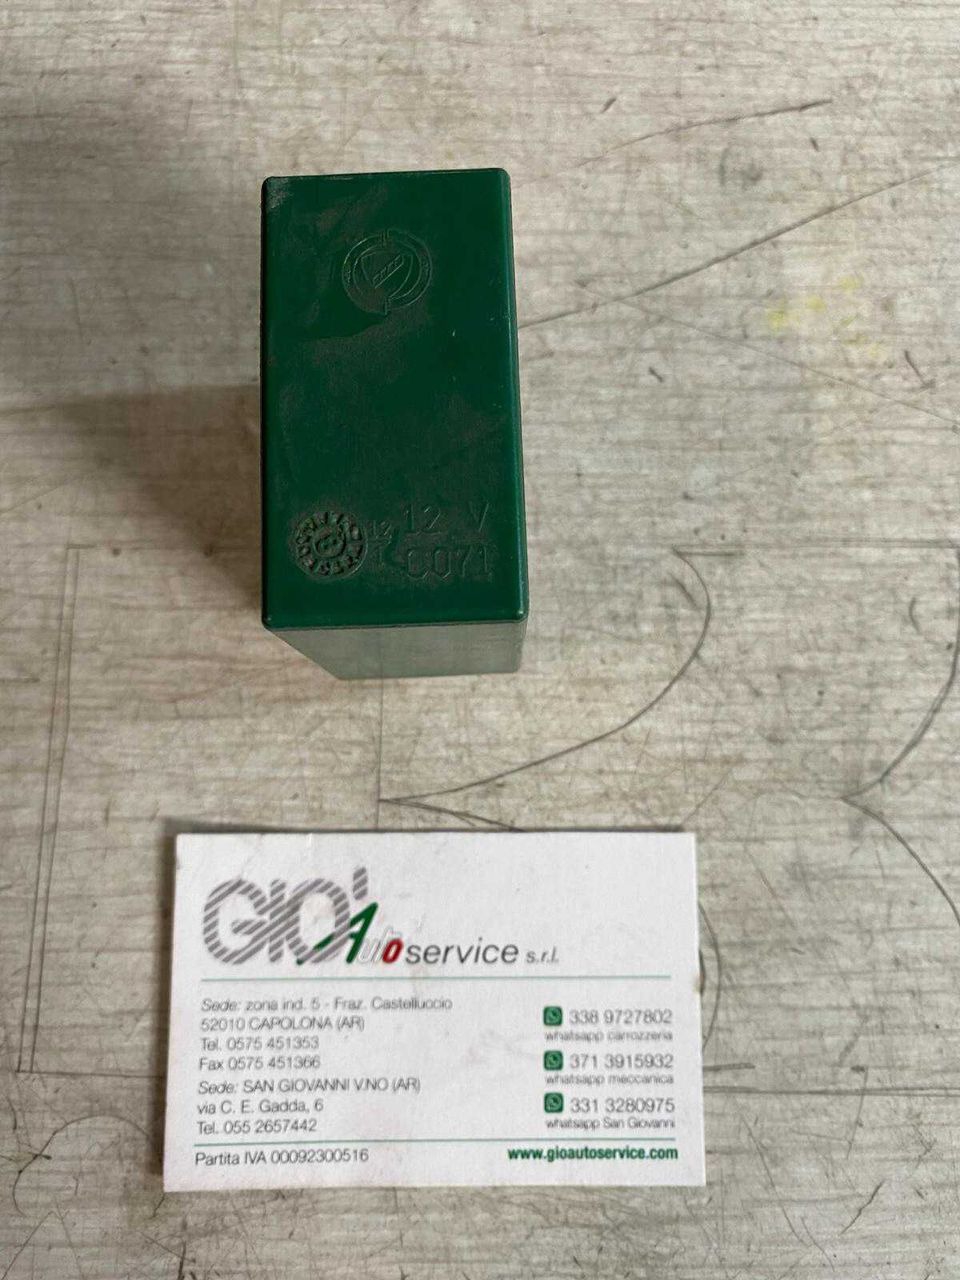 12 V
6071
GIO' Auto service s.r.l.
Sede: zona ind. 5 - Fraz. Castelluccio
52010 CAPOLONA (AR)
Tel. 0575 451353
Fax 0575 451366
Sede: SAN GIOVANNI V.NO (AR)
via C. E. Gadda, 6
Tel. 055 2657442
338 9727802
whatsapp carrozzeria
371 3915932
whatsapp meccanica
331 3280975
whatsapp San Giovanni
Partita IVA 00092300516
www.gioautoservice.com